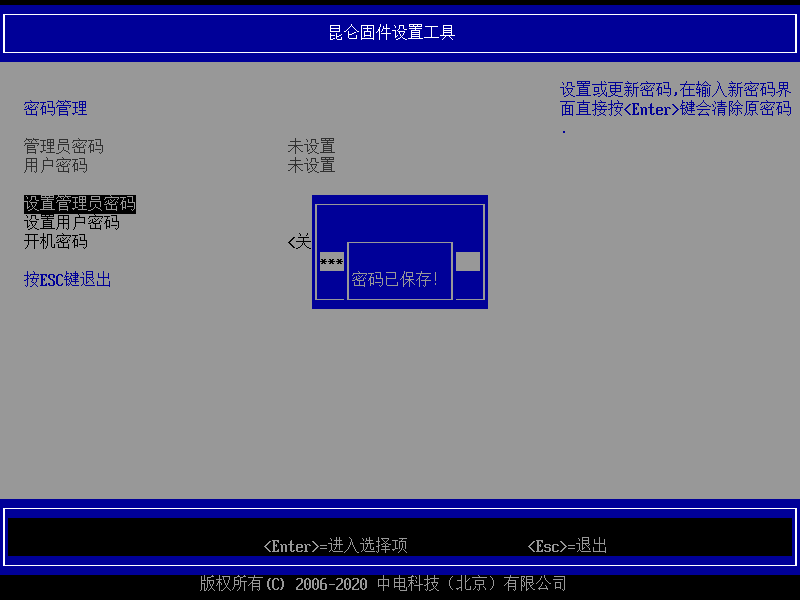 昆仑固件设置工具
设置或更新密码,在输入新密码界
面直接按<Enter>键会清除原密码
.
密码管理
管理员密码 未设置
用户密码 未设置
设置管理员密码
设置用户密码
开机密码 <关
***
密码已保存!
按ESC键退出
<Enter>=进入选择项 <Esc>=退出
版权所有(C) 2006-2020 中电科技（北京）有限公司